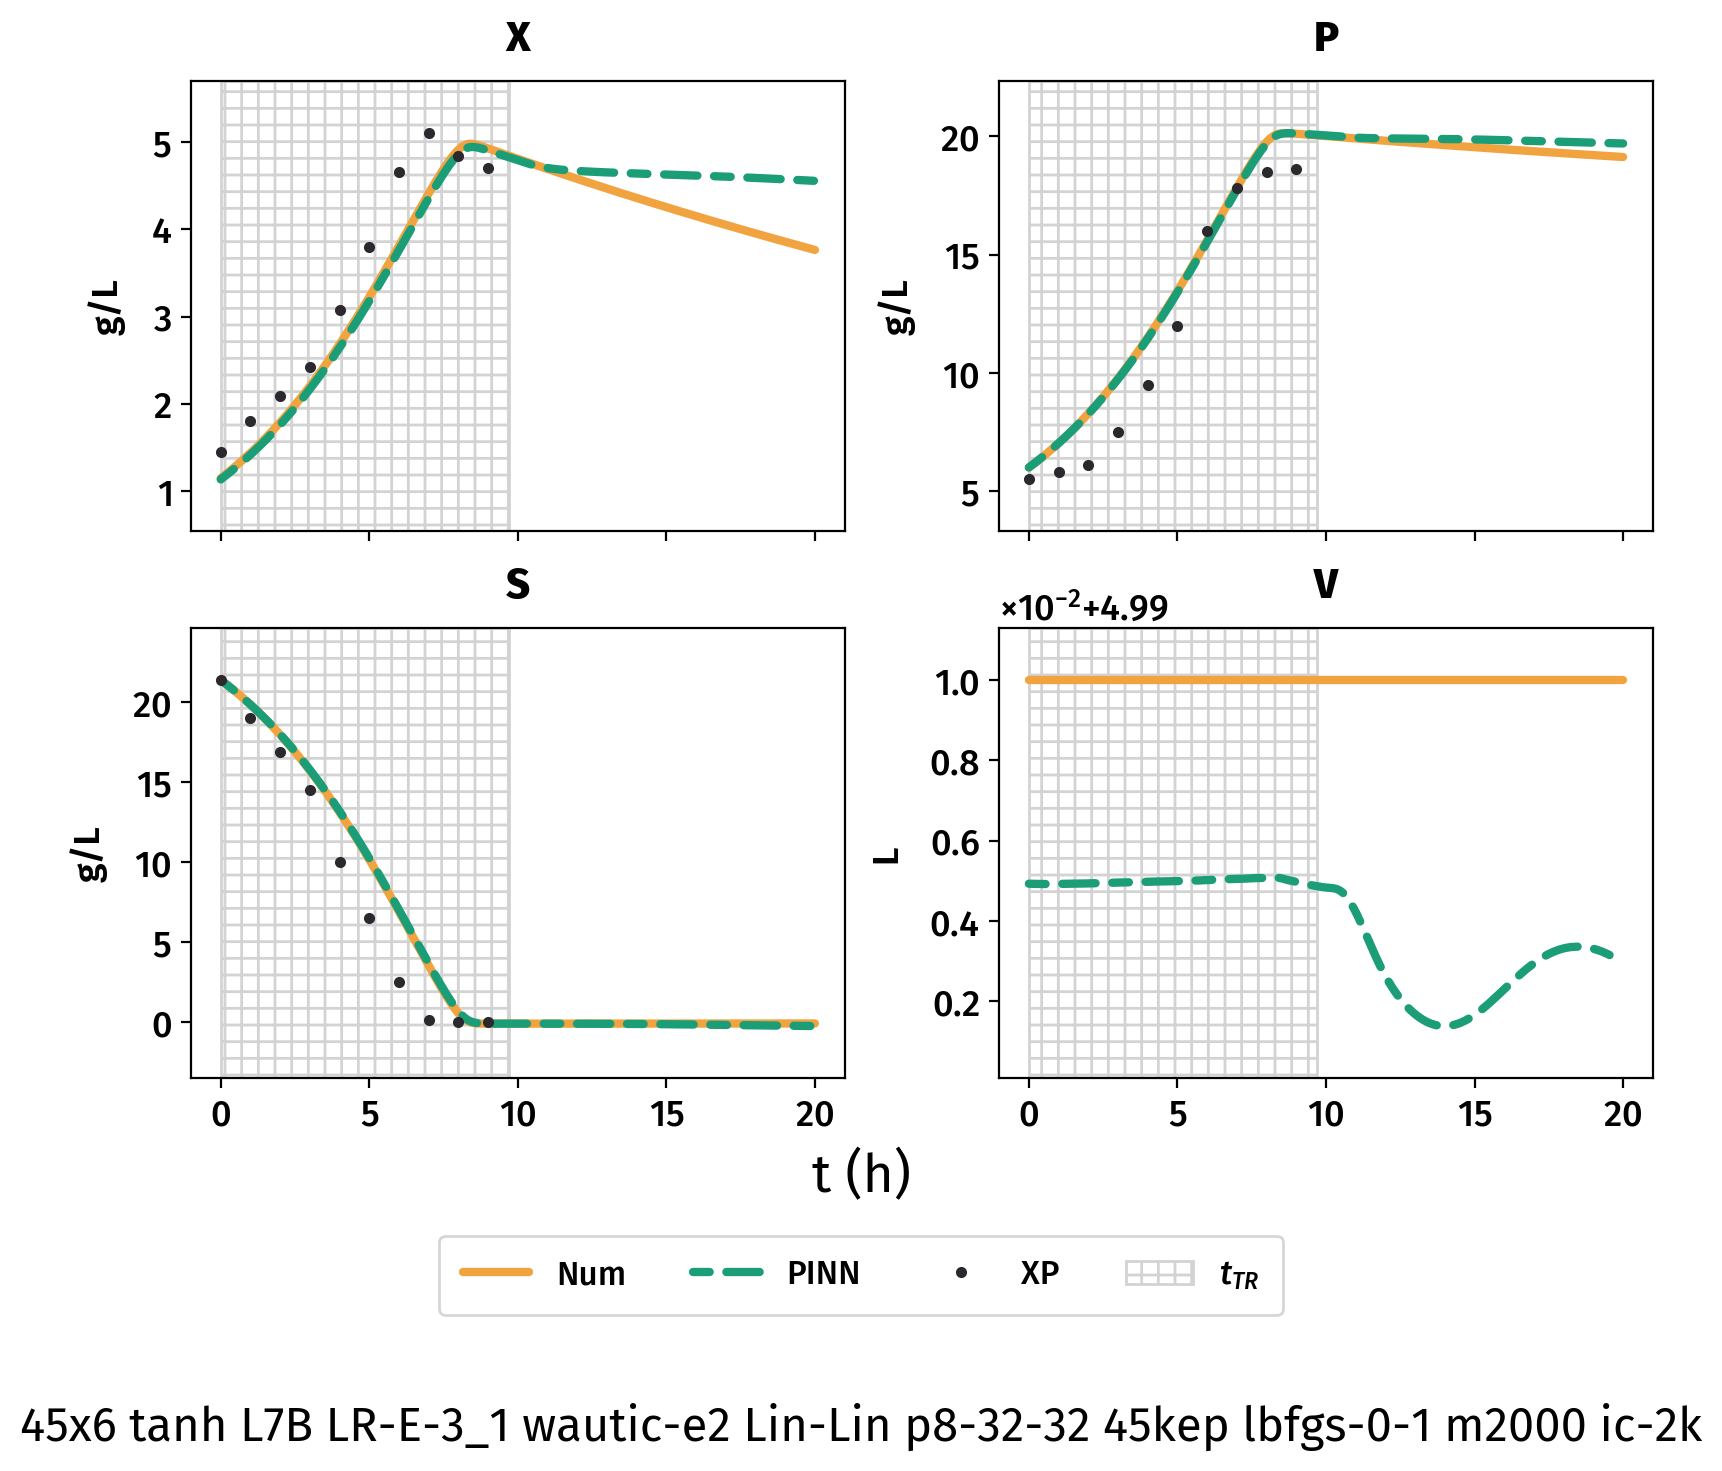 X
P
5
4
3
2
1
g/L
20
15
10
5
g/L
S
V
×10⁻²+4.99
20
15
10
5
0
g/L
0 5 10 15 20
1.0
0.8
0.6
0.4
0.2
L
0 5 10 15 20
t (h)
Num PINN XP t_TR
45x6 tanh L7B LR-E-3_1 wautic-e2 Lin-Lin p8-32-32 45kep lbfgs-0-1 m2000 ic-2k